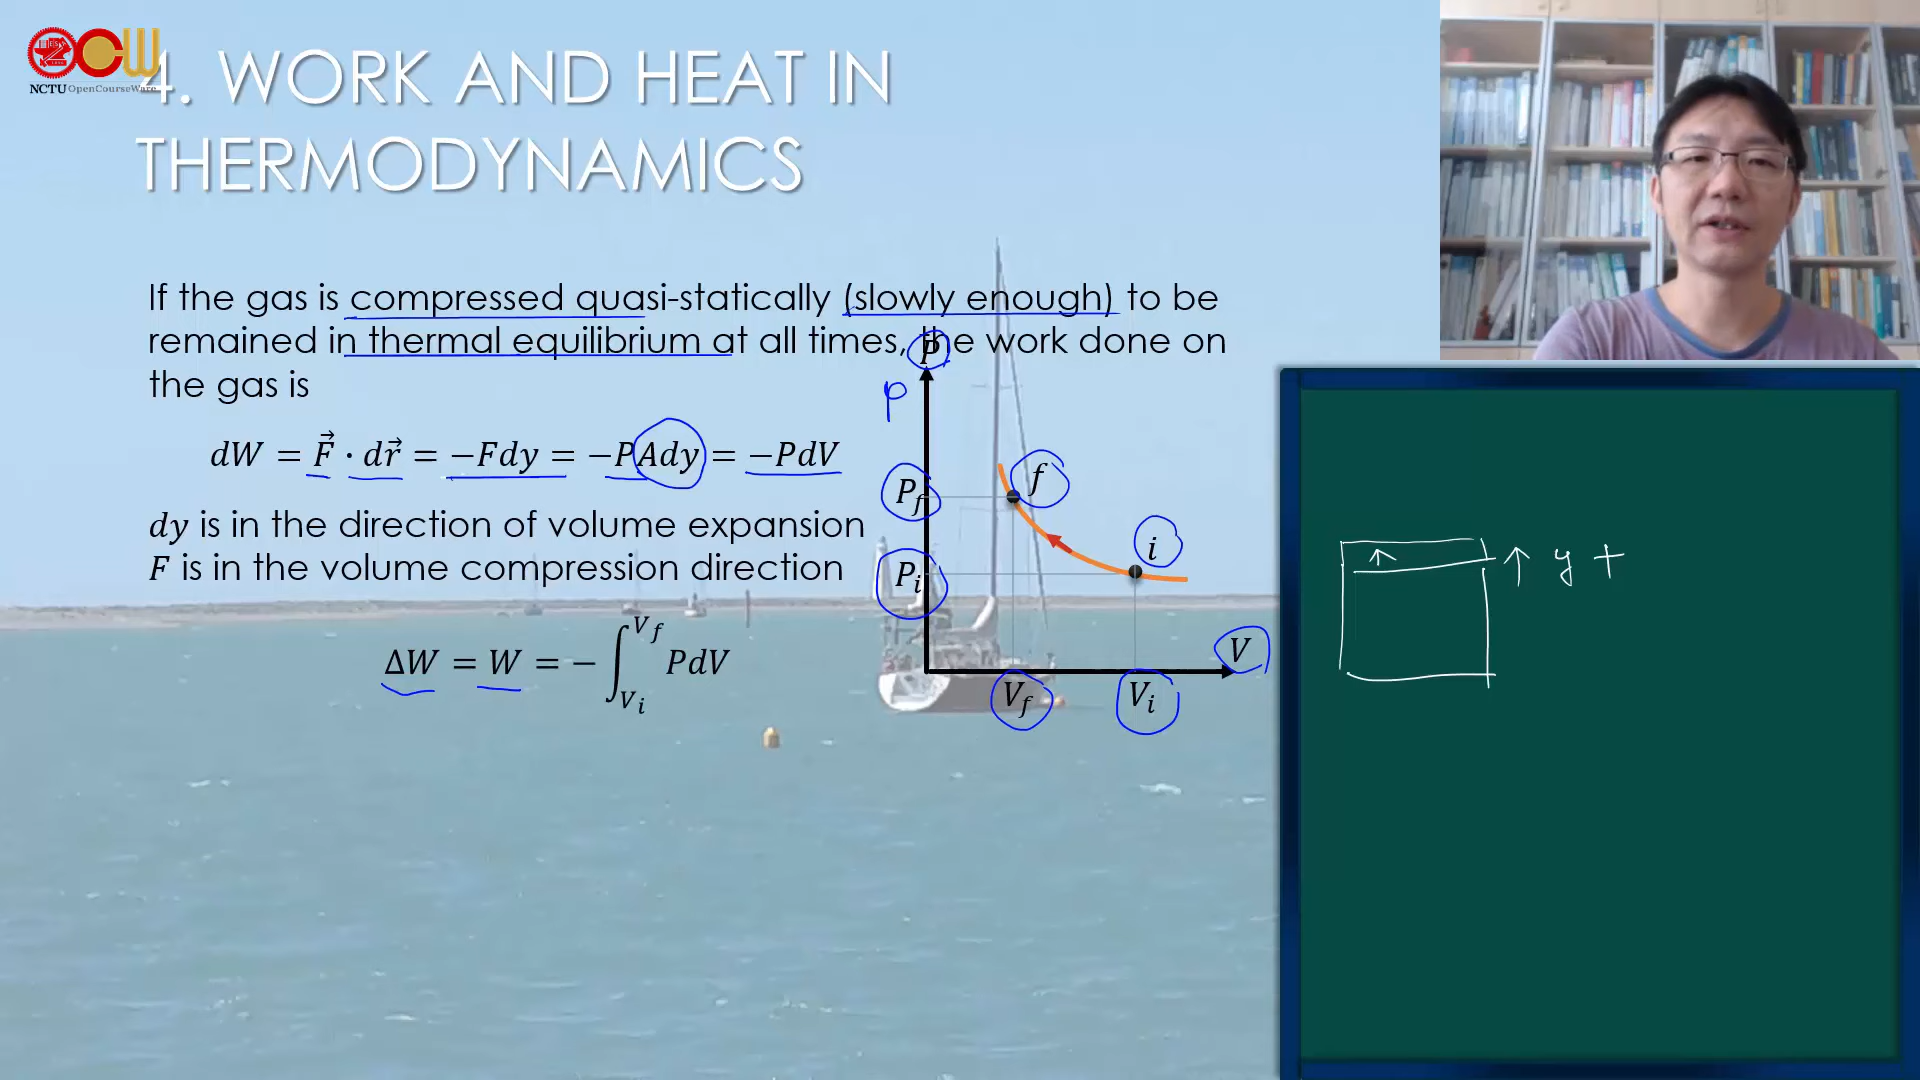 OCW
NCTU OpenCourseWare
4. WORK AND HEAT IN
THERMODYNAMICS
If the gas is compressed quasi-statically (slowly enough) to be
remained in thermal equilibrium at all times, the work done on
the gas is
dW = F⃗ · dr⃗ = −Fdy = −PAdy = −PdV
dy is in the direction of volume expansion
F is in the volume compression direction
ΔW = W = −∫_{V_i}^{V_f} PdV
P
P
P_f
f
P_i
i
V
V_f
V_i
↑ ↑ y +